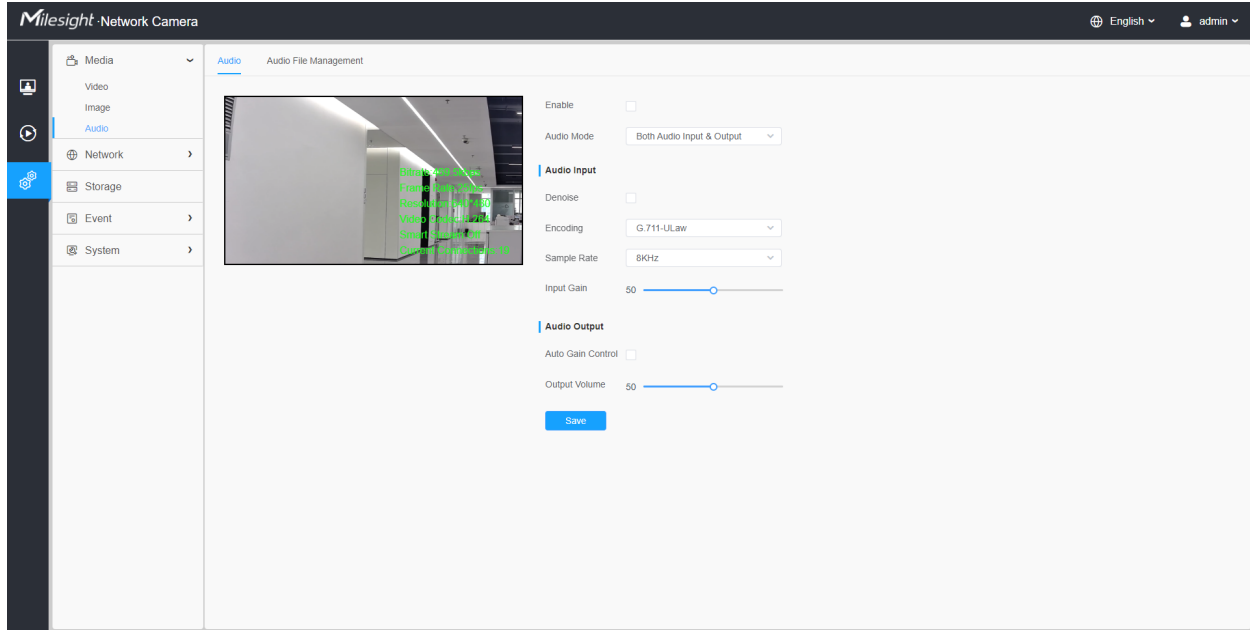 Milesight · Network Camera
English
admin
Media
Video
Image
Audio
Network
Storage
Event
System
Audio
Audio File Management
Enable
Audio Mode
Both Audio Input & Output
Audio Input
Denoise
Encoding
G.711-ULaw
Sample Rate
8KHz
Input Gain
50
Audio Output
Auto Gain Control
Output Volume
50
Save